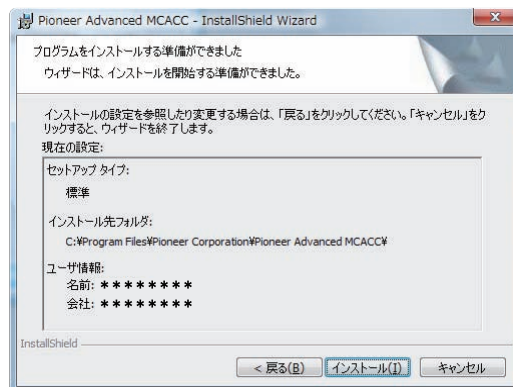 Pioneer Advanced MCACC - InstallShield Wizard
プログラムをインストールする準備ができました
ウィザードは、インストールを開始する準備ができました。
インストールの設定を参照したり変更する場合は、「戻る」をクリックしてください。「キャンセル」をク
リックすると、ウィザードを終了します。
現在の設定:
セットアップ タイプ:
標準
インストール先フォルダ:
C:¥Program Files¥Pioneer Corporation¥Pioneer Advanced MCACC¥
ユーザ情報:
名前: ********
会社: ********
InstallShield
< 戻る(B) インストール(I) キャンセル